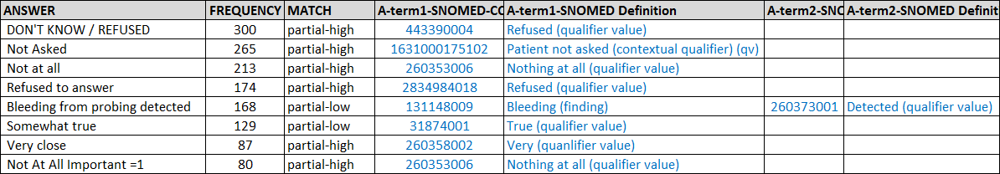 ANSWER FREQUENCY MATCH A-term1-SNOMED-CO A-term1-SNOMED Definition A-term2-SNC A-term2-SNOMED Definit
DON'T KNOW / REFUSED 300 partial-high 443390004 Refused (qualifier value)
Not Asked 265 partial-high 1631000175102 Patient not asked (contextual qualifier) (qv)
Not at all 213 partial-high 260353006 Nothing at all (qualifier value)
Refused to answer 174 partial-high 2834984018 Refused (qualifier value)
Bleeding from probing detected 168 partial-low 131148009 Bleeding (finding) 260373001 Detected (qualifier value)
Somewhat true 129 partial-low 31874001 True (qualifier value)
Very close 87 partial-high 260358002 Very (quanlifier value)
Not At All Important =1 80 partial-high 260353006 Nothing at all (qualifier value)